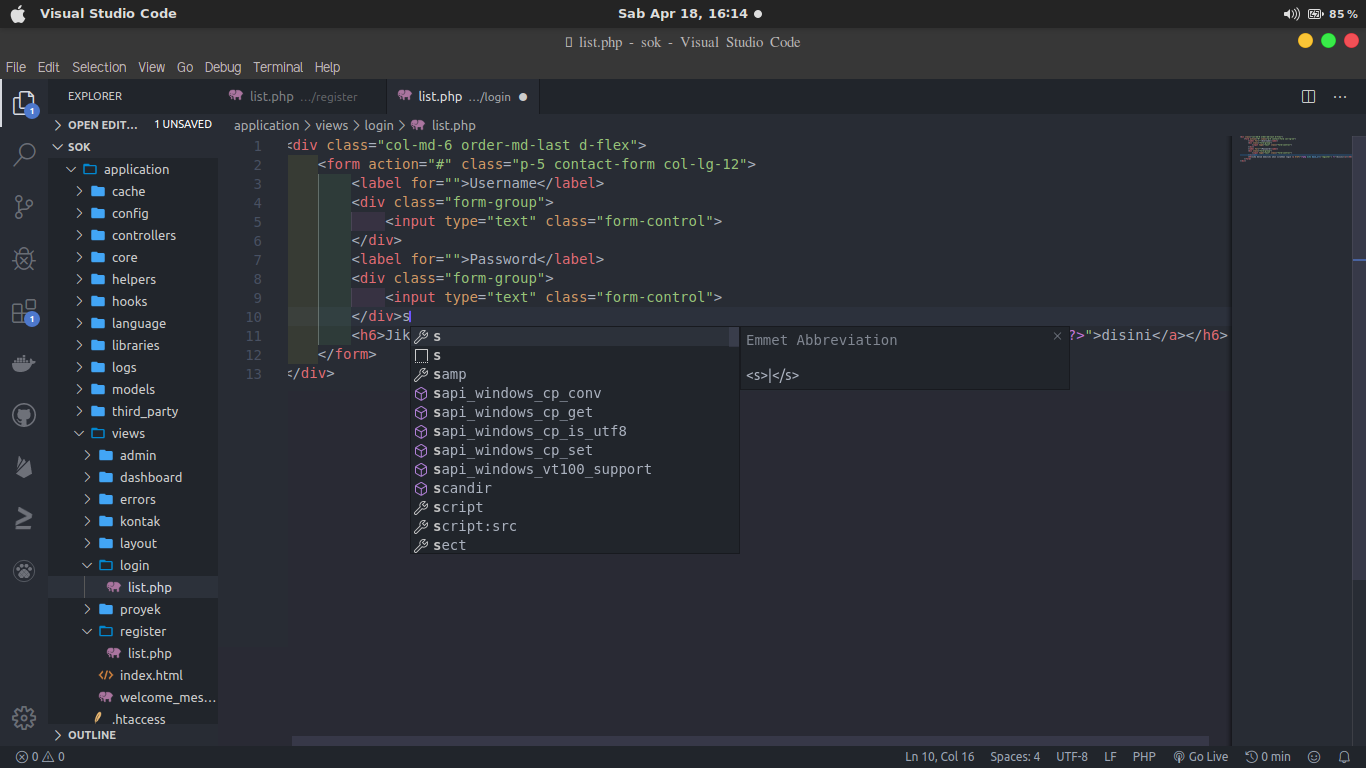 Visual Studio Code
Sab Apr 18, 16:14
85 %
list.php - sok - Visual Studio Code
File Edit Selection View Go Debug Terminal Help
EXPLORER
list.php .../register
list.php .../login
OPEN EDIT... 1 UNSAVED
application > views > login > list.php
SOK
application
cache
config
controllers
core
helpers
hooks
language
libraries
logs
models
third_party
views
admin
dashboard
errors
kontak
layout
login
list.php
proyek
register
list.php
index.html
welcome_mes...
.htaccess
OUTLINE
1
1
1 <div class="col-md-6 order-md-last d-flex">
2 <form action="#" class="p-5 contact-form col-lg-12">
3 <label for="">Username</label>
4 <div class="form-group">
5 <input type="text" class="form-control">
6 </div>
7 <label for="">Password</label>
8 <div class="form-group">
9 <input type="text" class="form-control">
10 </div>s
11 <h6>Jik ?>">disini</a></h6>
12 </form>
13 </div>
s
s
samp
sapi_windows_cp_conv
sapi_windows_cp_get
sapi_windows_cp_is_utf8
sapi_windows_cp_set
sapi_windows_vt100_support
scandir
script
script:src
sect
Emmet Abbreviation
<s>|</s>
0 0
Ln 10, Col 16 Spaces: 4 UTF-8 LF PHP Go Live 0 min